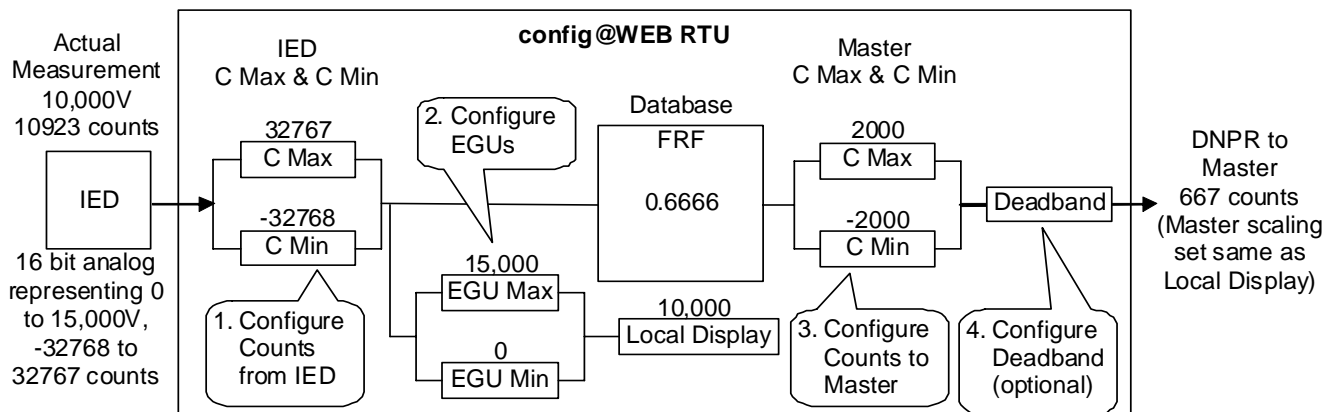 config@WEB RTU
Actual
Measurement
10,000V
10923 counts
IED
16 bit analog
representing 0
to 15,000V,
-32768 to
32767 counts
IED
C Max & C Min
32767
C Max
-32768
C Min
1. Configure
Counts
from IED
2. Configure
EGUs
15,000
EGU Max
0
EGU Min
10,000
Local Display
Database
FRF
0.6666
Master
C Max & C Min
2000
C Max
-2000
C Min
3. Configure
Counts to
Master
Deadband
4. Configure
Deadband
(optional)
DNPR to
Master
667 counts
(Master scaling
set same as
Local Display)